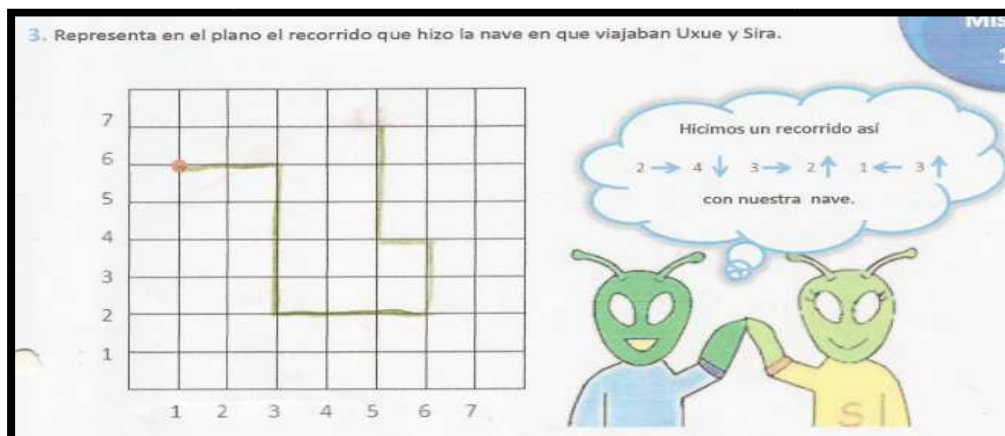 Mis
3. Representa en el plano el recorrido que hizo la nave en que viajaban Uxue y Sira.
Hicimos un recorrido así
2 → 4 ↓ 3 → 2 ↑ 1 ← 3 ↑
con nuestra nave.
7
6
5
4
3
2
1
1 2 3 4 5 6 7
S